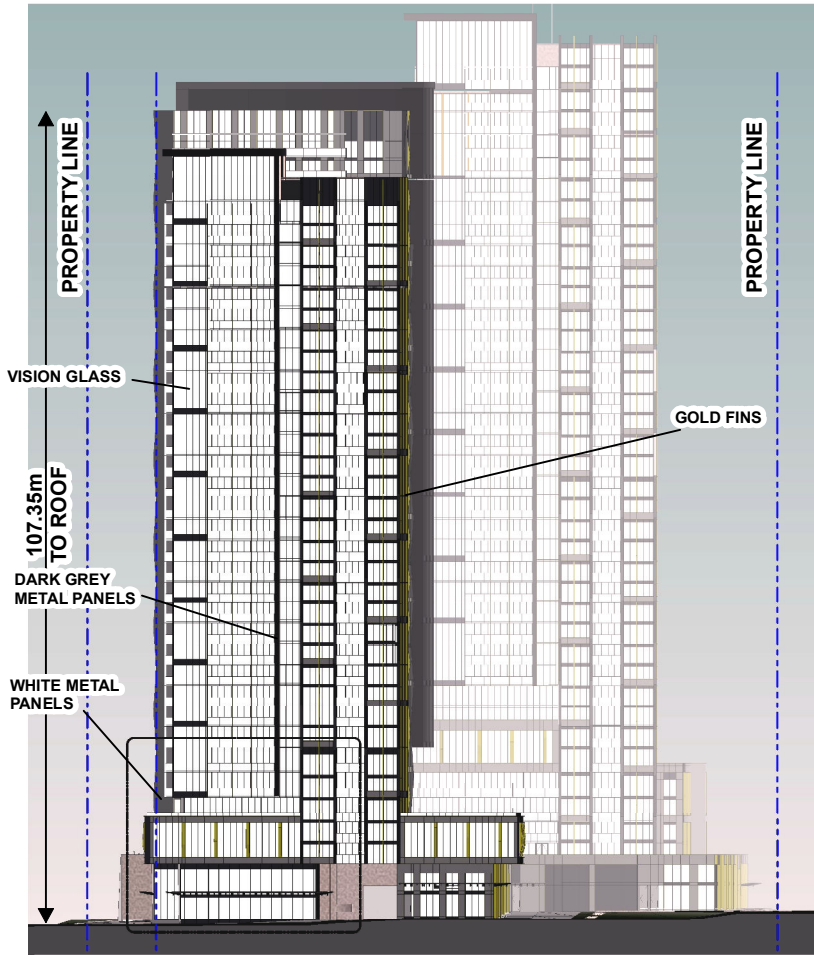 PROPERTY LINE
PROPERTY LINE
VISION GLASS
GOLD FINS
107.35m
TO ROOF
DARK GREY
METAL PANELS
WHITE METAL
PANELS